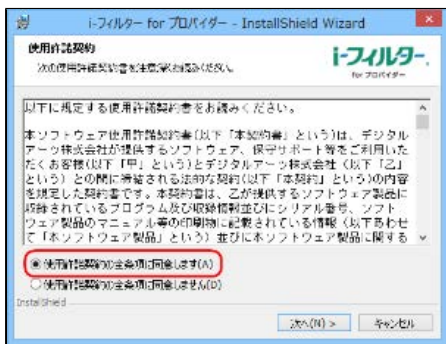 i-フィルター for プロバイダー - InstallShield Wizard
使用許諾契約
次の使用許諾契約書を注意深くお読みください。
i-フィルター.
for プロバイダー
以下に規定する使用許諾契約書をお読みください。
本ソフトウェア使用許諾契約書(以下「本契約書」という)は、デジタル
アーツ株式会社が提供するソフトウェア、保守サポート等をご利用いた
だくお客様(以下「甲」という)とデジタルアーツ株式会社(以下「乙」
という)との間に締結される法的な契約(以下「本契約」という)の内容
を規定した契約書です。本契約書は、乙が提供するソフトウェア製品に
収録されているプログラム及び収録情報並びにシリアル番号、ソフト
ウェア製品のマニュアル等の印刷物に記載されている情報(以下あわせ
て「本ソフトウェア製品」という)並びに本ソフトウェア製品に関する
使用許諾契約の全条項に同意します(A)
使用許諾契約の全条項に同意しません(D)
InstallShield
次へ(N) >
キャンセル